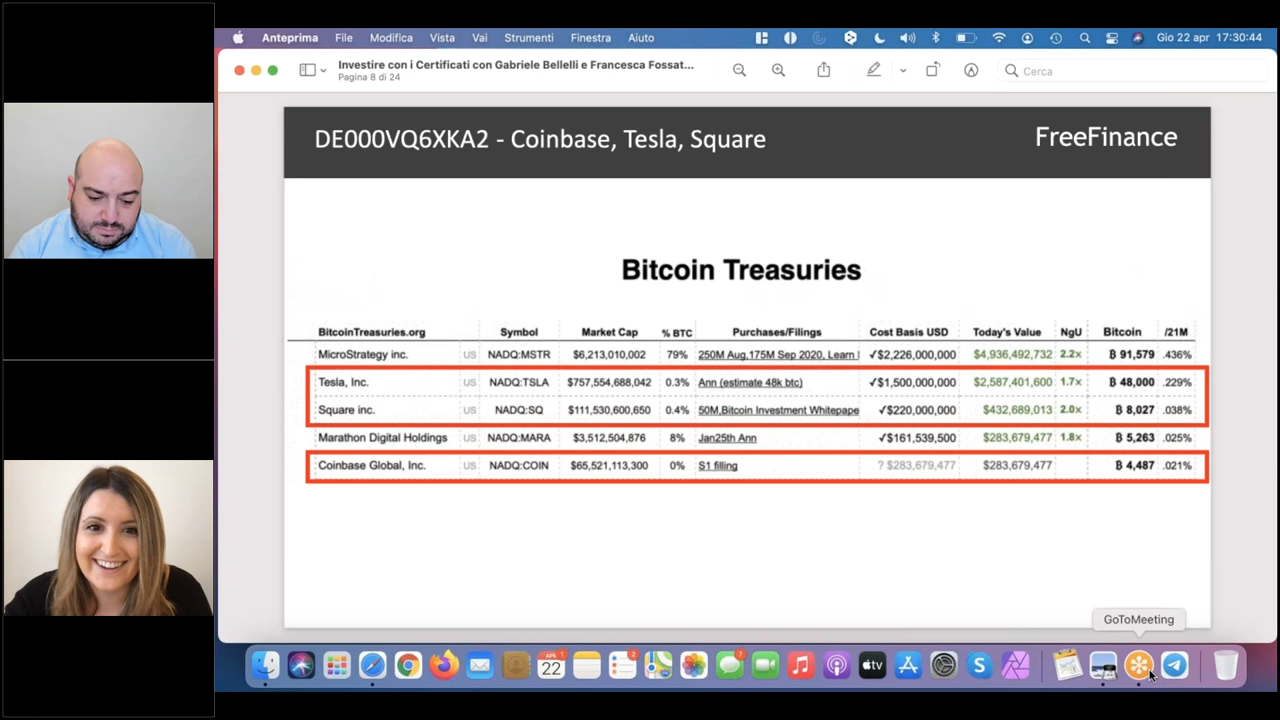 Anteprima File Modifica Vista Vai Strumenti Finestra Aiuto Gio 22 apr 17:30:44
Investire con i Certificati con Gabriele Bellelli e Francesca Fossat...
Pagina 8 di 24
Cerca
DE000VQ6XKA2 - Coinbase, Tesla, Square
FreeFinance
Bitcoin Treasuries
BitcoinTreasuries.org Symbol Market Cap % BTC Purchases/Filings Cost Basis USD Today's Value NgU Bitcoin /21M
MicroStrategy inc. US NADQ:MSTR $6,213,010,002 79% 250M Aug,175M Sep 2020, Learn ✓$2,226,000,000 $4,936,492,732 2.2× ₿ 91,579 .436%
Tesla, Inc. US NADQ:TSLA $757,554,688,042 0.3% Ann (estimate 48k btc) ✓$1,500,000,000 $2,587,401,600 1.7× ₿ 48,000 .229%
Square inc. US NADQ:SQ $111,530,600,650 0.4% 50M,Bitcoin Investment Whitepape ✓$220,000,000 $432,689,013 2.0× ₿ 8,027 .038%
Marathon Digital Holdings US NADQ:MARA $3,512,504,876 8% Jan25th Ann ✓$161,539,500 $283,679,477 1.8× ₿ 5,263 .025%
Coinbase Global, Inc. US NADQ:COIN $65,521,113,300 0% S1 filling ? $283,679,477 $283,679,477 ₿ 4,487 .021%
GoToMeeting
APR 22
tv